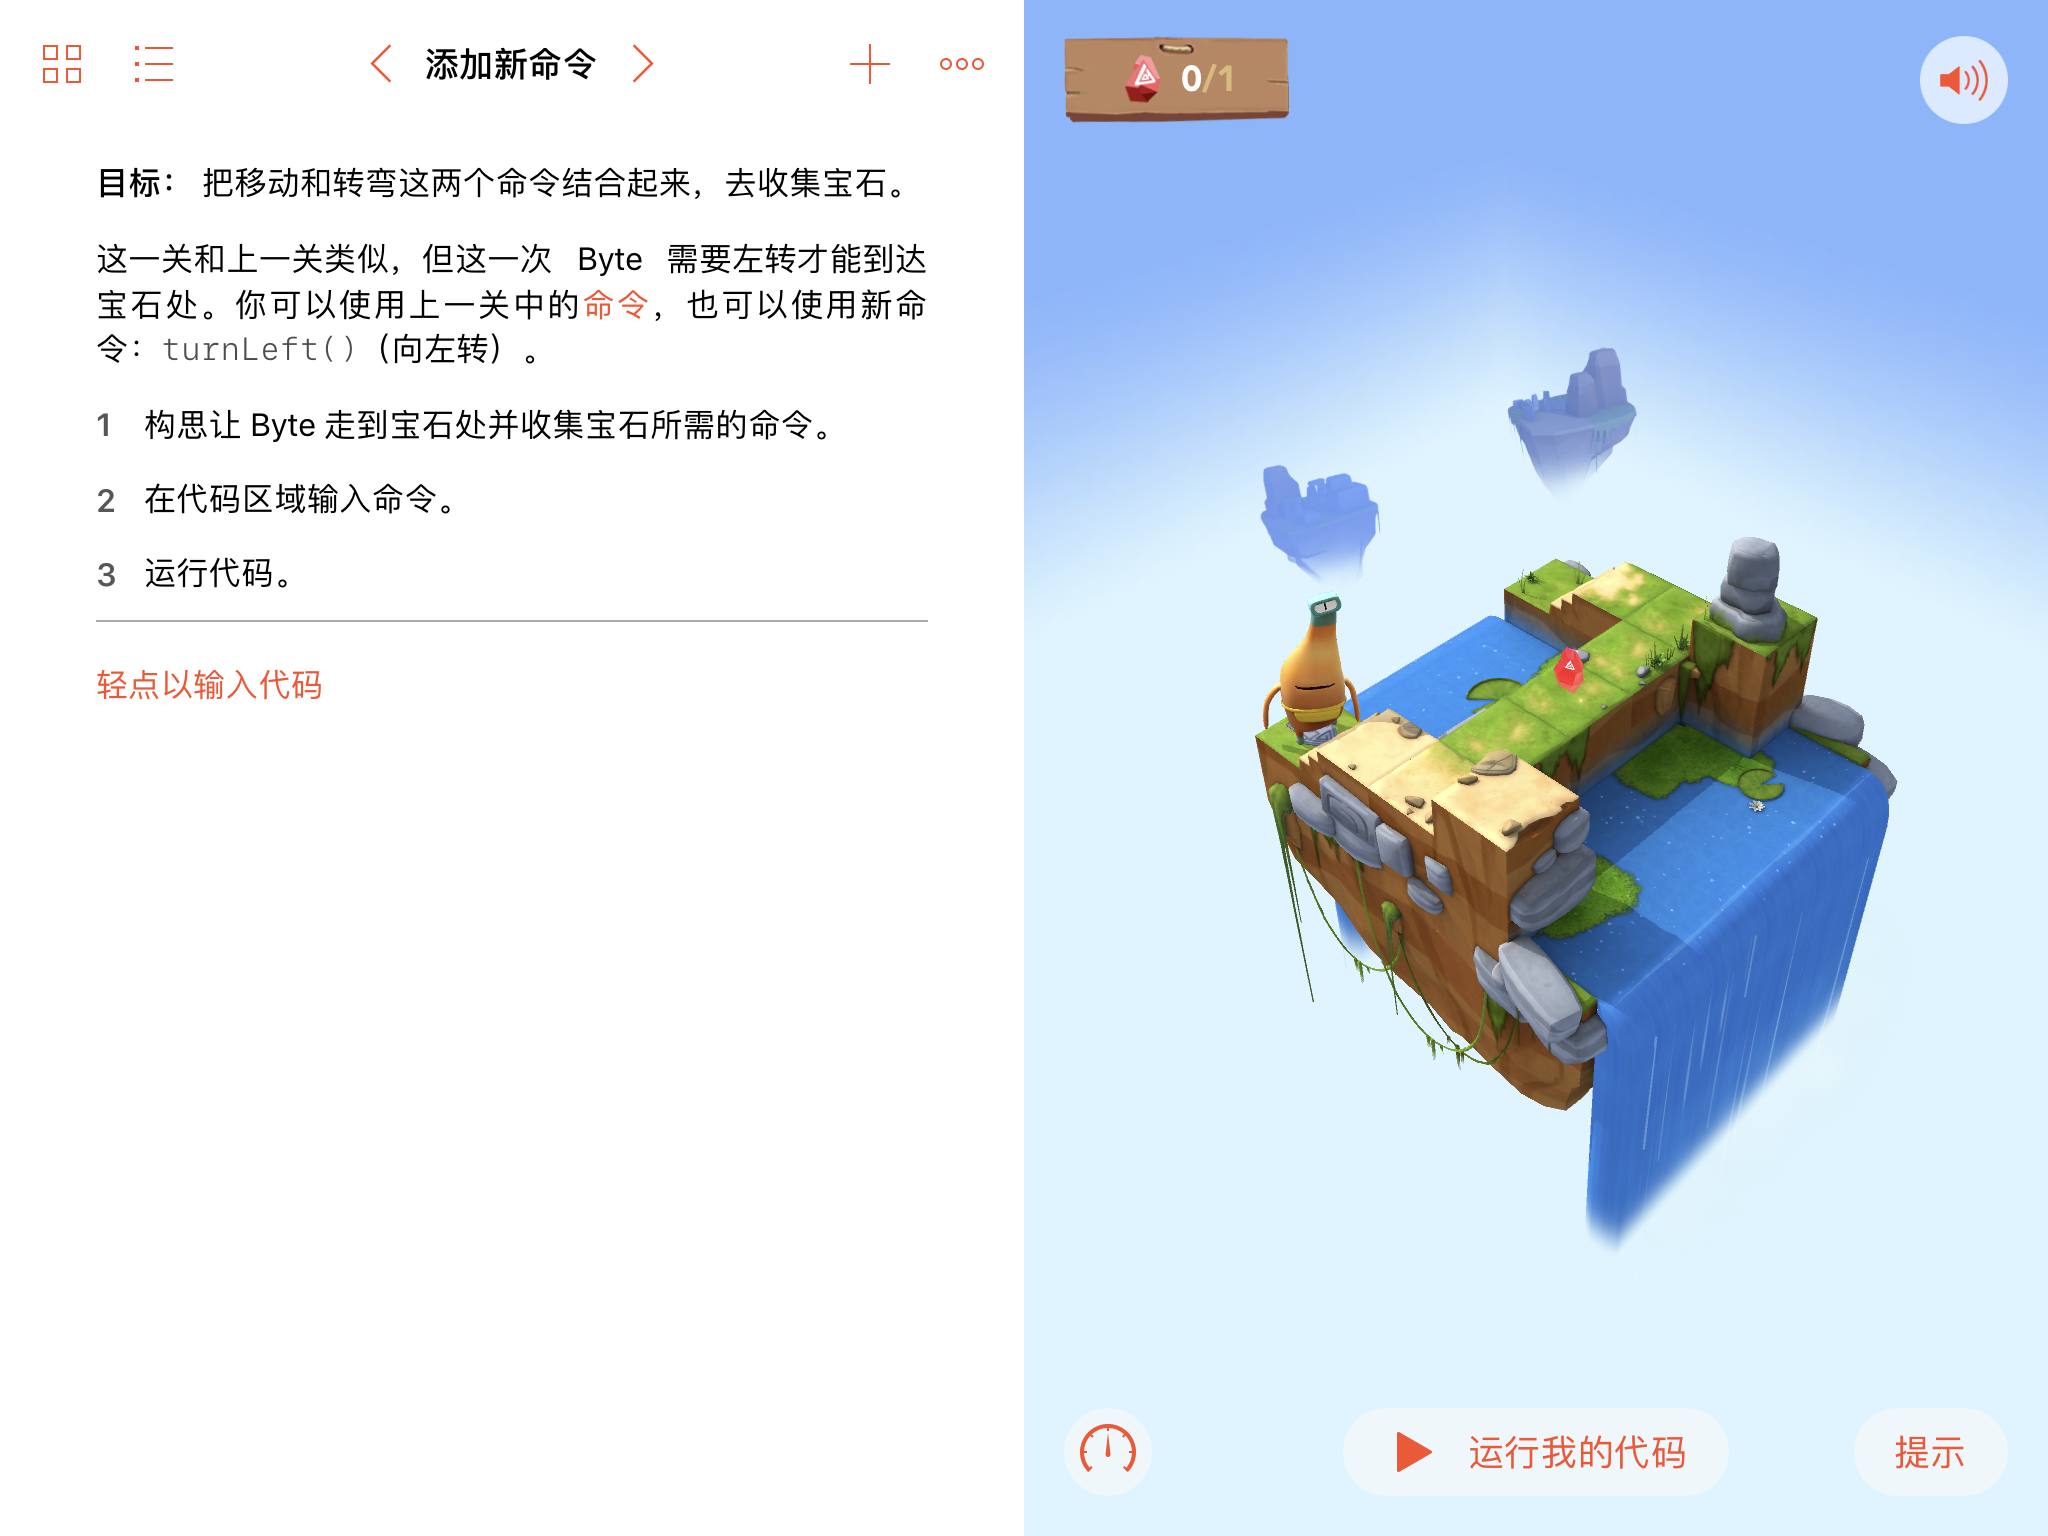 添加新命令
0/1
目标： 把移动和转弯这两个命令结合起来，去收集宝石。
这一关和上一关类似，但这一次 Byte 需要左转才能到达
宝石处。你可以使用上一关中的命令，也可以使用新命
令：turnLeft()（向左转）。
1 构思让 Byte 走到宝石处并收集宝石所需的命令。
2 在代码区域输入命令。
3 运行代码。
轻点以输入代码
运行我的代码
提示